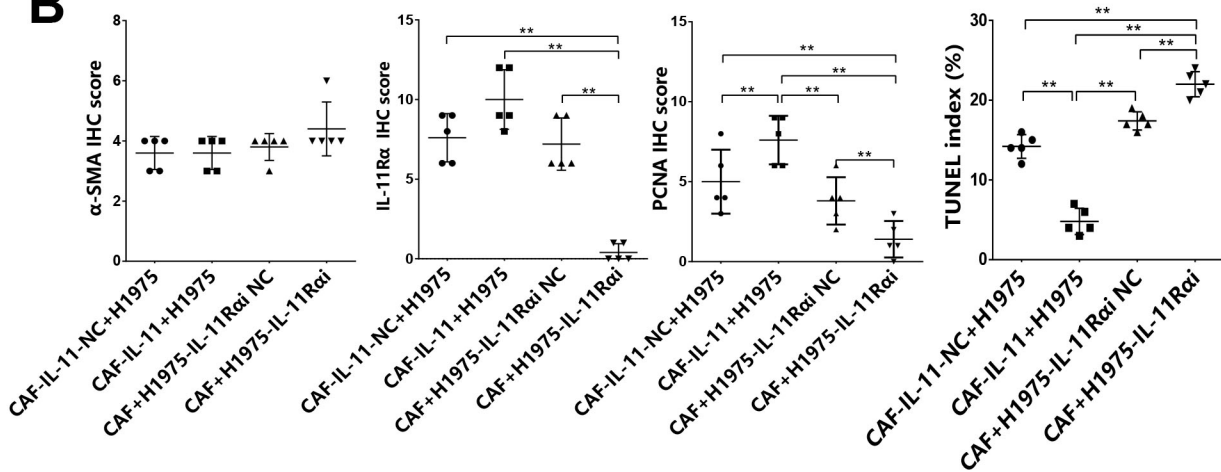 B
α-SMA IHC score
8
6
4
2
0
CAF-IL-11-NC+H1975
CAF-IL-11+H1975
CAF+H1975-IL-11Rαi NC
CAF+H1975-IL-11Rαi
IL-11Rα IHC score
15
10
5
0
**
**
**
CAF-IL-11-NC+H1975
CAF-IL-11+H1975
CAF+H1975-IL-11Rαi NC
CAF+H1975-IL-11Rαi
PCNA IHC score
15
10
5
0
**
**
** **
**
CAF-IL-11-NC+H1975
CAF-IL-11+H1975
CAF+H1975-IL-11Rαi NC
CAF+H1975-IL-11Rαi
TUNEL index (%)
30
20
10
0
**
**
**
** **
CAF-IL-11-NC+H1975
CAF-IL-11+H1975
CAF+H1975-IL-11Rαi NC
CAF+H1975-IL-11Rαi